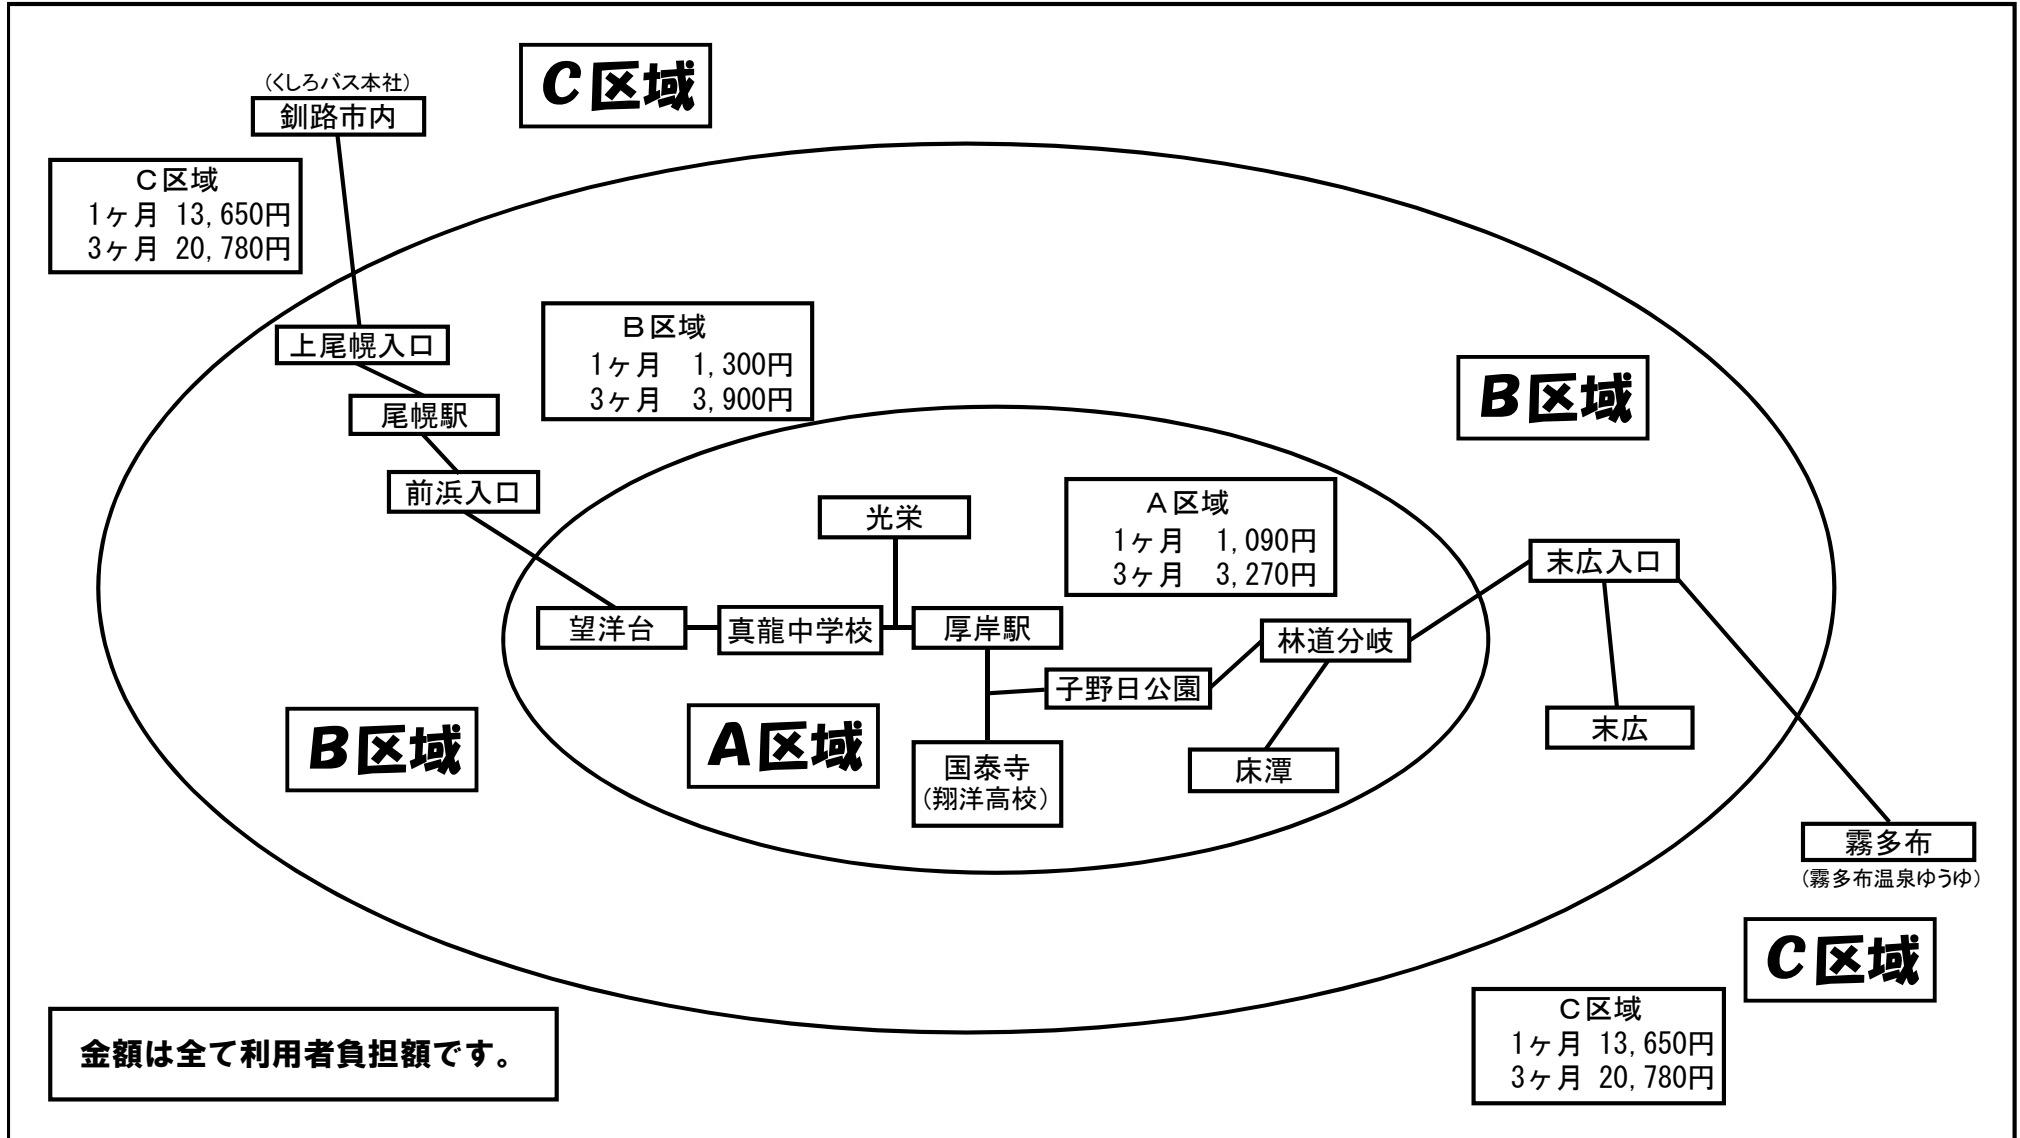 C区域
(くしろバス本社)
釧路市内
C区域
1ヶ月 13,650円
3ヶ月 20,780円
B区域
1ヶ月 1,300円
3ヶ月 3,900円
上尾幌入口
尾幌駅
前浜入口
B区域
光栄
A区域
1ヶ月 1,090円
3ヶ月 3,270円
末広入口
望洋台
真龍中学校
厚岸駅
林道分岐
子野日公園
B区域
A区域
国泰寺
(翔洋高校)
床潭
末広
霧多布
(霧多布温泉ゆうゆ)
C区域
C区域
1ヶ月 13,650円
3ヶ月 20,780円
金額は全て利用者負担額です。